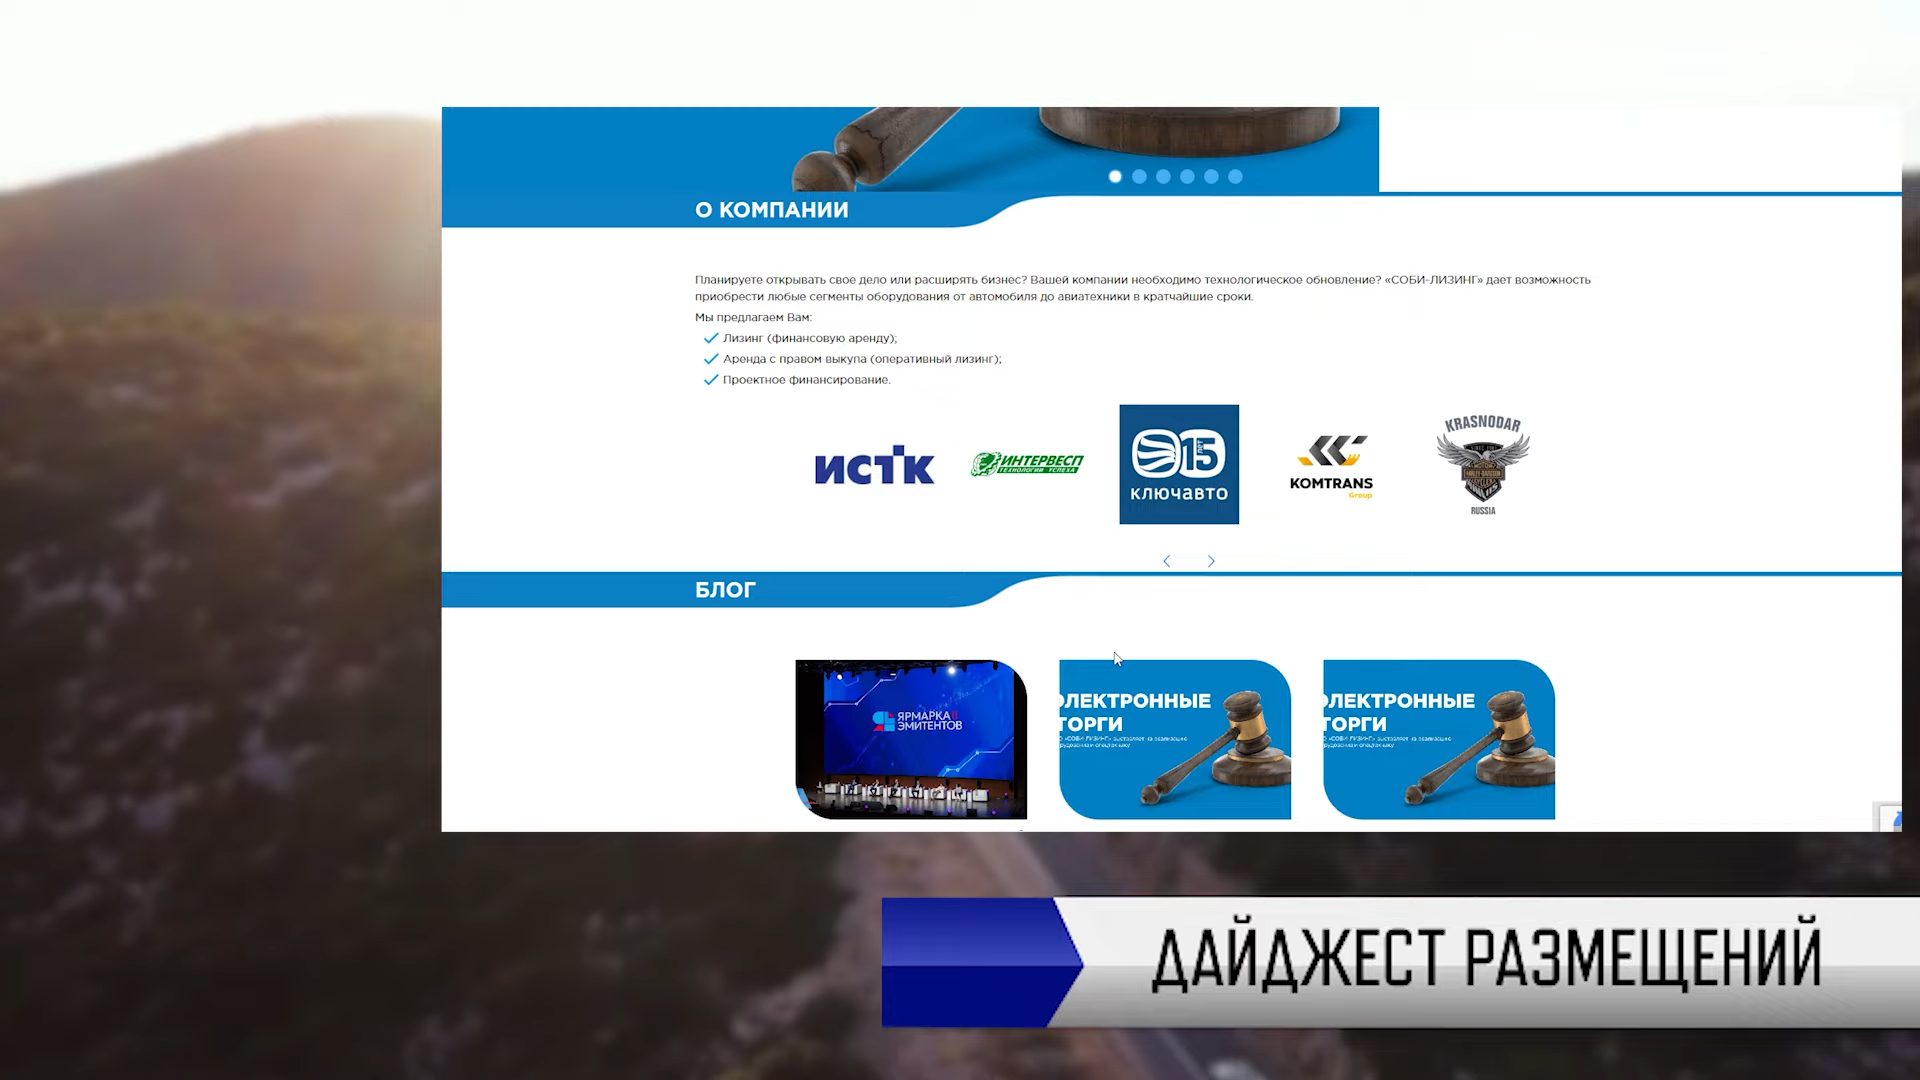 О КОМПАНИИ
Планируете открывать свое дело или расширять бизнес? Вашей компании необходимо технологическое обновление? «СОБИ-ЛИЗИНГ» дает возможность
приобрести любые сегменты оборудования от автомобиля до авиатехники в кратчайшие сроки.
Мы предлагаем Вам:
Лизинг (финансовую аренду);
Аренда с правом выкупа (оперативный лизинг);
Проектное финансирование.
ИСТК
ИНТЕРВЕСП
ТЕХНОЛОГИИ УСПЕХА
15 лет
КЛЮЧАВТО
KOMTRANS
Group
KRASNODAR
RUSSIA
БЛОГ
ЯРМАРКА
ЭМИТЕНТОВ
ЭЛЕКТРОННЫЕ
ТОРГИ
ЭЛЕКТРОННЫЕ
ТОРГИ
ДАЙДЖЕСТ РАЗМЕЩЕНИЙ